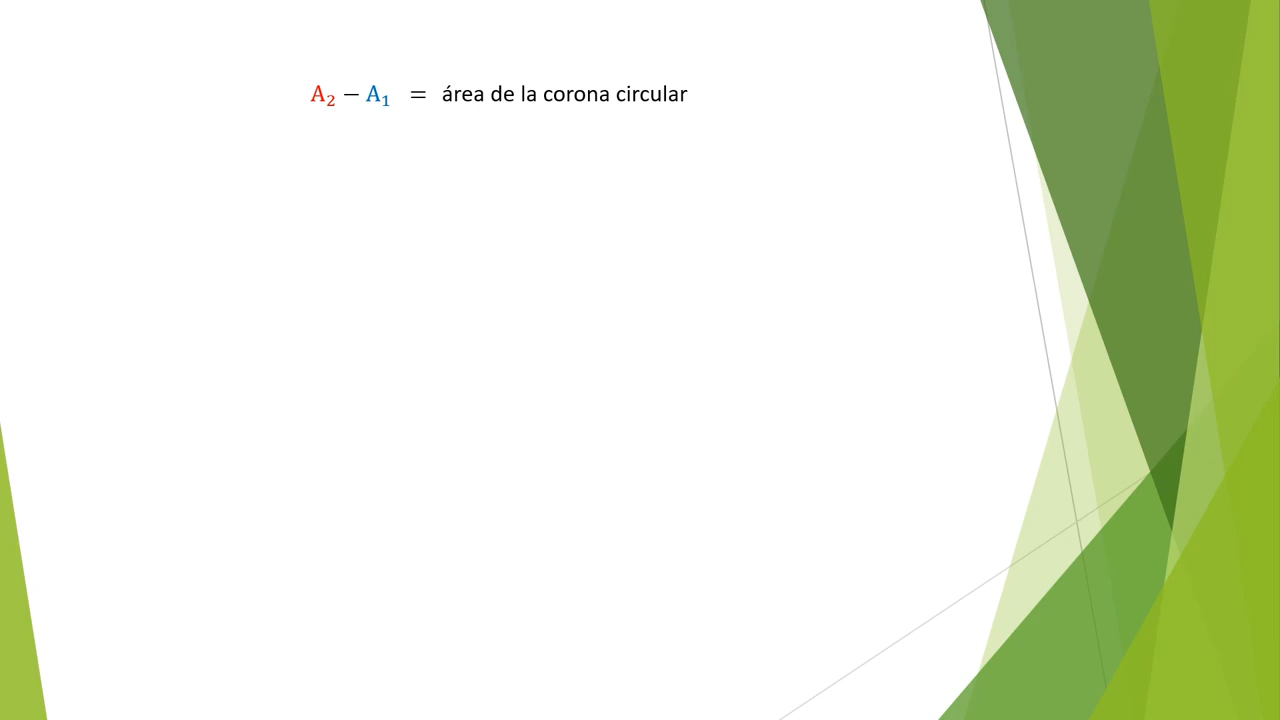 A₂ − A₁ = área de la corona circular